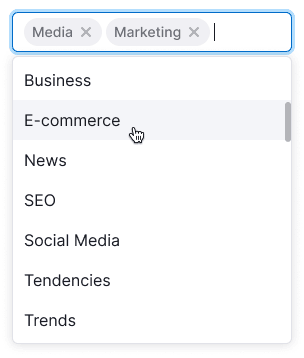 Media Marketing
Business
E-commerce
News
SEO
Social Media
Tendencies
Trends